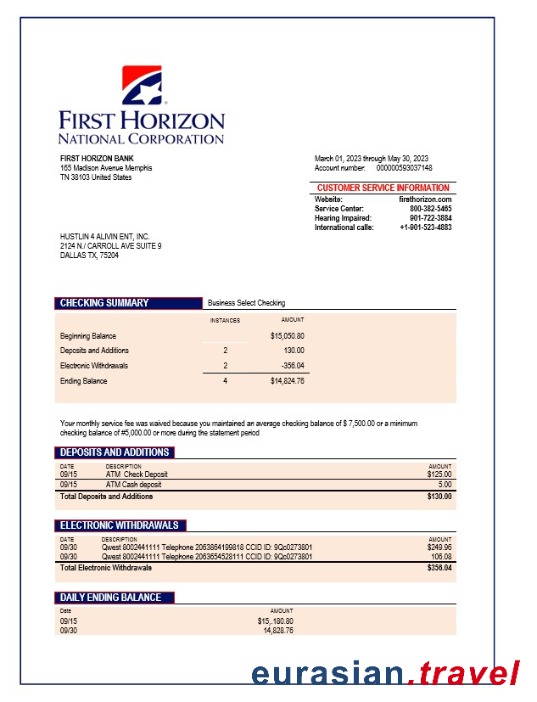 FIRST HORIZON
NATIONAL CORPORATION
FIRST HORIZON BANK
165 Madison Avenue Memphis
TN 38103 United States
March 01, 2023 through May 30, 2023
Account number: 000000593037148
CUSTOMER SERVICE INFORMATION
Website: firsthorizon.com
Service Center: 800-382-5465
Hearing Impaired: 901-722-3884
International calls: +1-901-523-4883
HUSTLIN 4 ALIVIN ENT, INC.
2124 N./ CARROLL AVE SUITE 9
DALLAS TX, 75204
CHECKING SUMMARY Business Select Checking
INSTANCES AMOUNT
Beginning Balance $15,050.80
Deposits and Additions 2 130.00
Electronic Withdrawals 2 -356.04
Ending Balance 4 $14,824.76
Your monthly service fee was waived because you maintained an average checking balance of $ 7,500.00 or a minimum
checking balance of #5,000.00 or more during the statement period
DEPOSITS AND ADDITIONS
DATE DESCRIPTION AMOUNT
09/15 ATM Check Deposit $125.00
09/15 ATM Cash deposit 5.00
Total Deposits and Additions $130.00
ELECTRONIC WITHDRAWALS
DATE DESCRIPTION AMOUNT
09/30 Qwest 8002441111 Telephone 2063864199818 CCID ID: 9Qc0273801 $249.96
09/30 Qwest 8002441111 Telephone 2063654528111 CCID ID: 9Qc0273801 106.08
Total Electronic Withdrawals $356.04
DAILY ENDING BALANCE
Date AMOUNT
09/15 $15,.180.80
09/30 14,828.76
eurasian.travel